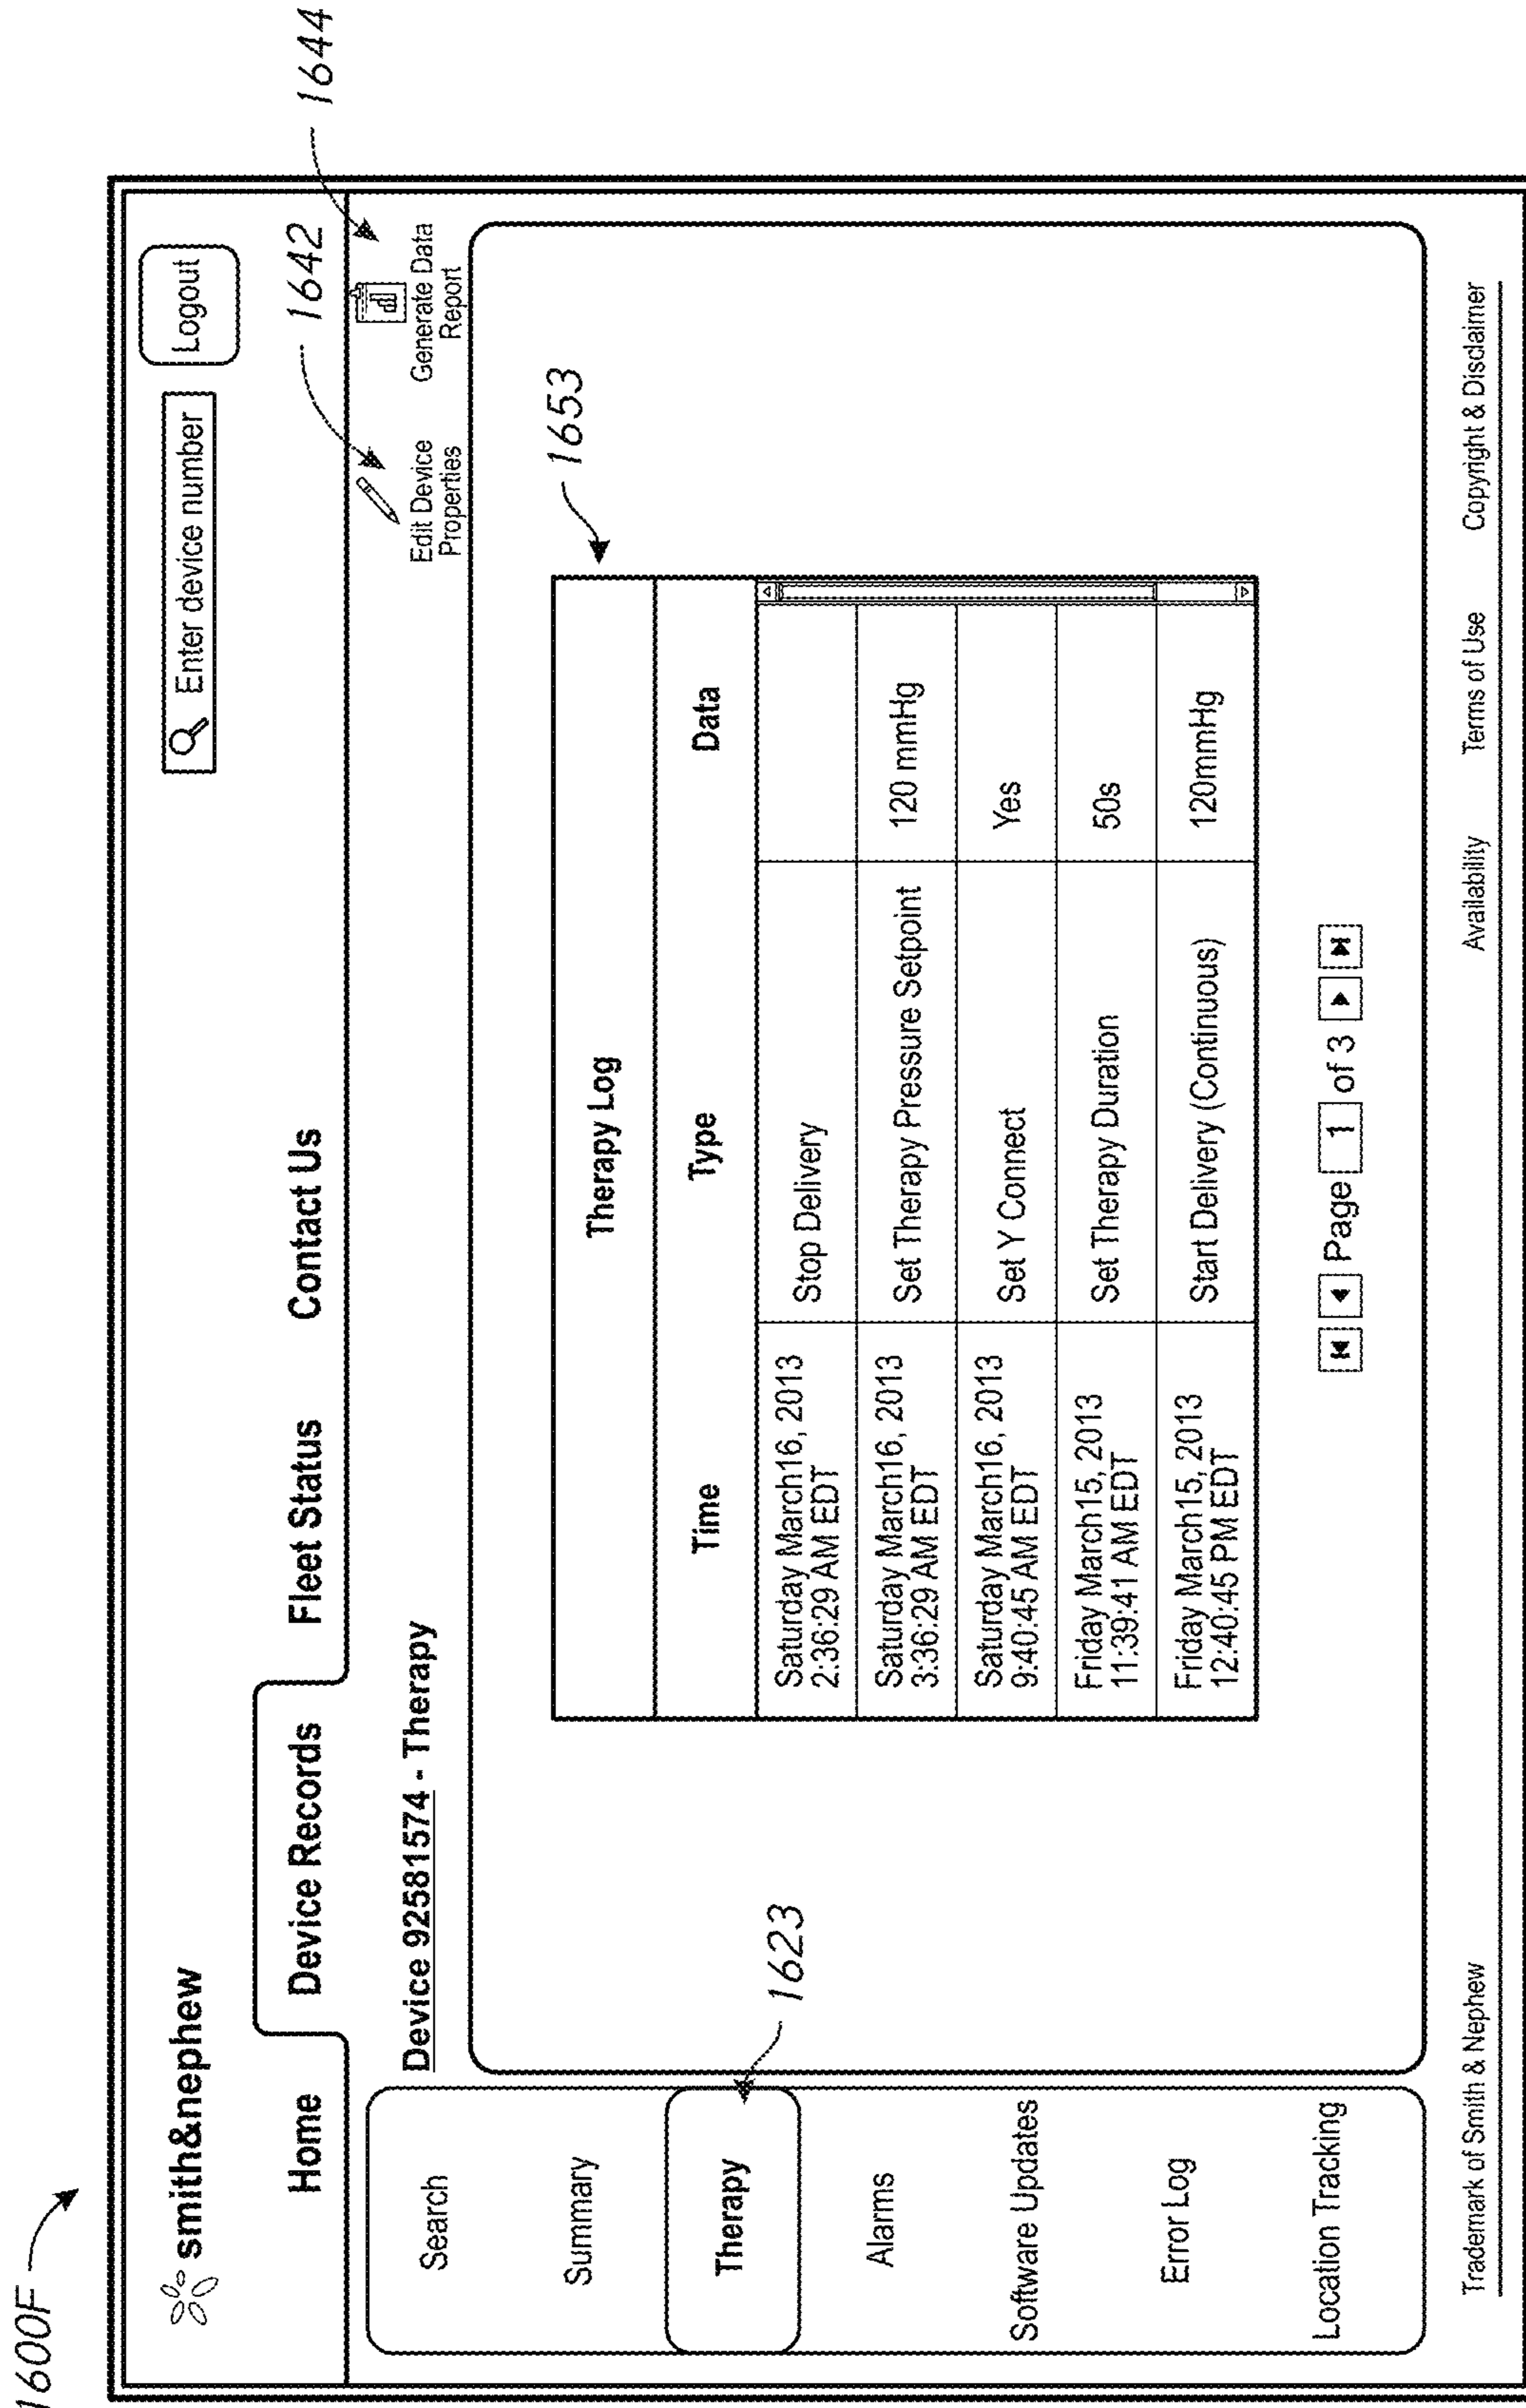 1600F
smith&nephew
Enter device number
Logout
Home
Device Records
Fleet Status
Contact Us
1642
1644
Device 92581574 - Therapy
Edit Device
Properties
Generate Data
Report
Search
Summary
Therapy
Alarms
Software Updates
Error Log
Location Tracking
1623
1653
Therapy Log
Time Type Data
Saturday March16, 2013
2:36:29 AM EDT
Stop Delivery
Saturday March16, 2013
3:36:29 AM EDT
Set Therapy Pressure Setpoint
120 mmHg
Saturday March16, 2013
9:40:45 AM EDT
Set Y Connect
Yes
Friday March15, 2013
11:39:41 AM EDT
Set Therapy Duration
50s
Friday March15, 2013
12:40:45 PM EDT
Start Delivery (Continuous)
120mmHg
Page 1 of 3
Trademark of Smith & Nephew
Availability
Terms of Use
Copyright & Disclaimer